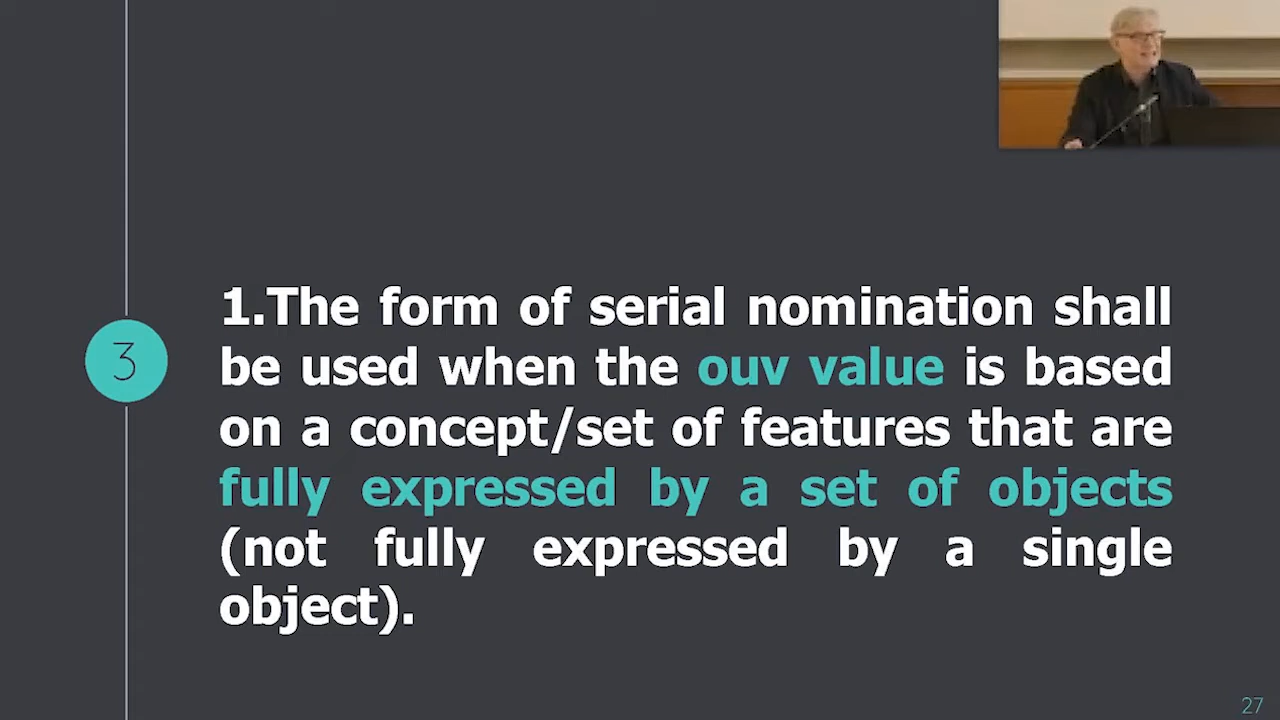 1.The form of serial nomination shall
be used when the ouv value is based
3
on a concept/set of features that are
fully expressed by a set of objects
(not fully expressed by a single
object).
27